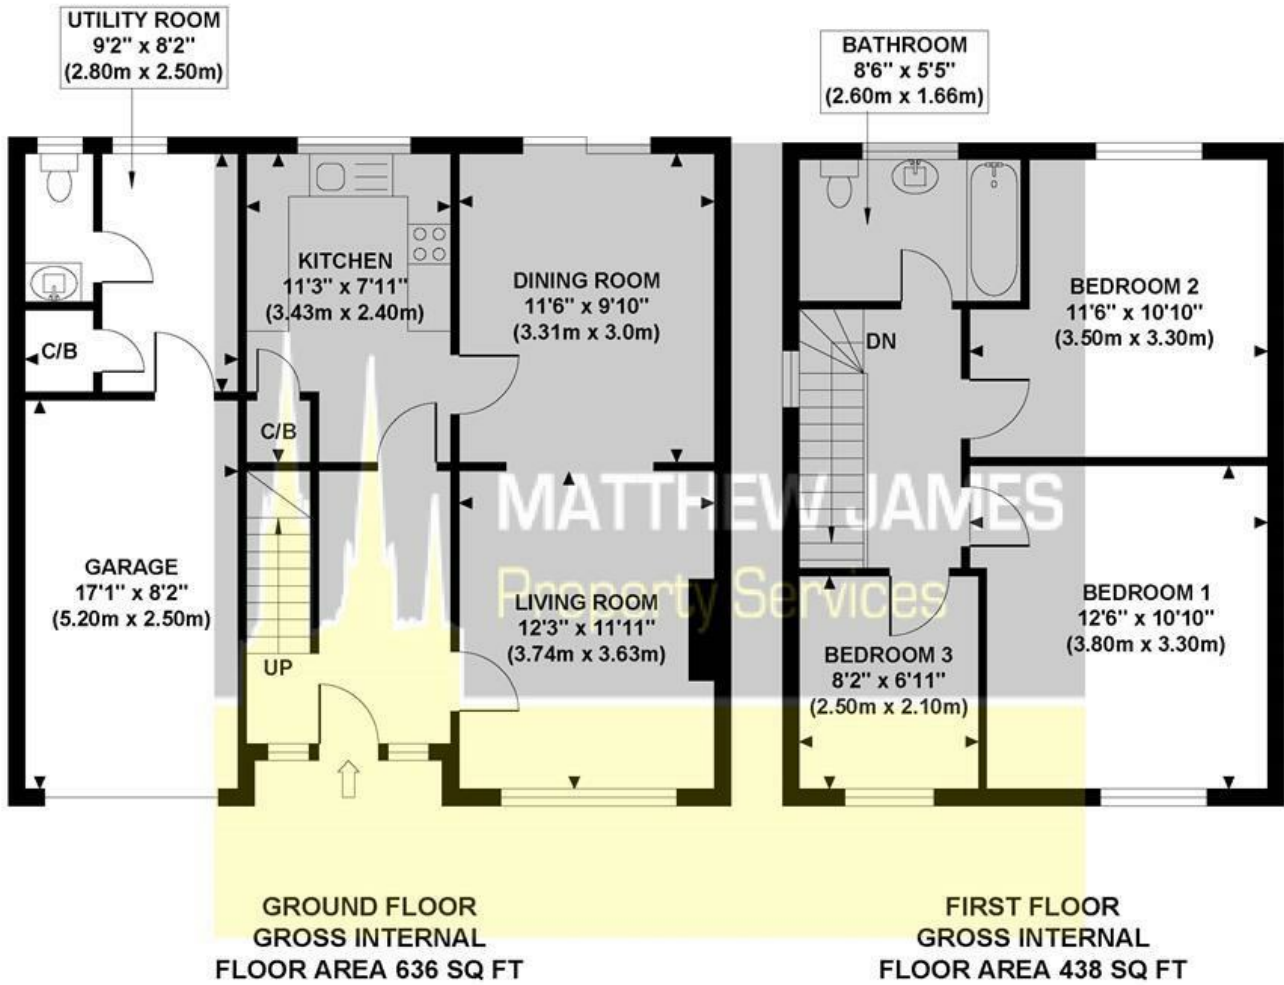 UTILITY ROOM
9'2" x 8'2"
(2.80m x 2.50m)
BATHROOM
8'6" x 5'5"
(2.60m x 1.66m)
KITCHEN
11'3" x 7'11"
(3.43m x 2.40m)
DINING ROOM
11'6" x 9'10"
(3.31m x 3.0m)
BEDROOM 2
11'6" x 10'10"
(3.50m x 3.30m)
C/B
DN
C/B
MATTHEW JAMES
Property Services
GARAGE
17'1" x 8'2"
(5.20m x 2.50m)
LIVING ROOM
12'3" x 11'11"
(3.74m x 3.63m)
BEDROOM 1
12'6" x 10'10"
(3.80m x 3.30m)
UP
BEDROOM 3
8'2" x 6'11"
(2.50m x 2.10m)
GROUND FLOOR
GROSS INTERNAL
FLOOR AREA 636 SQ FT
FIRST FLOOR
GROSS INTERNAL
FLOOR AREA 438 SQ FT